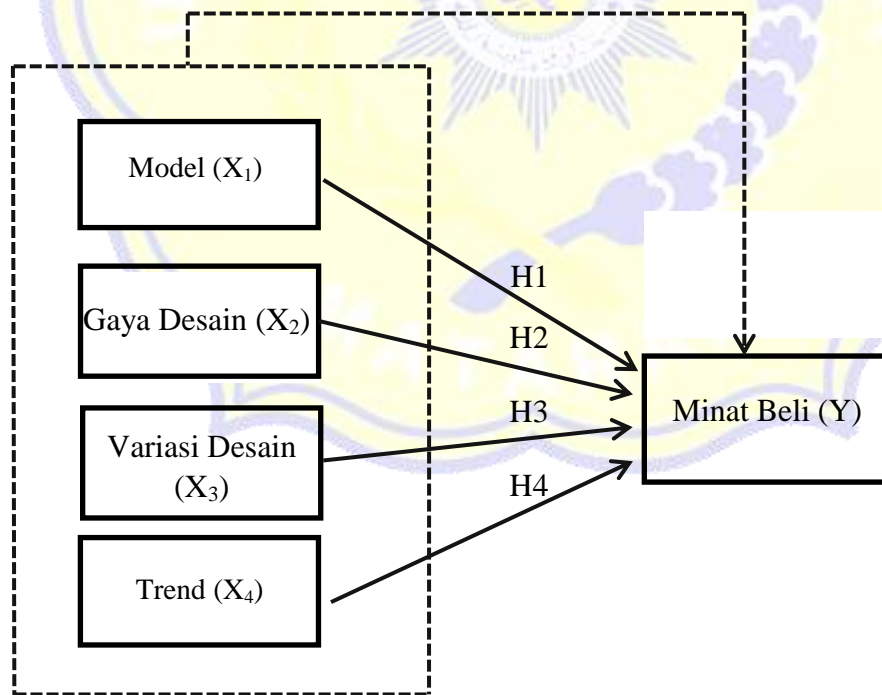 Model (X₁)
H1
Gaya Desain (X₂)
H2
Minat Beli (Y)
H3
Variasi Desain
(X₃)
H4
Trend (X₄)